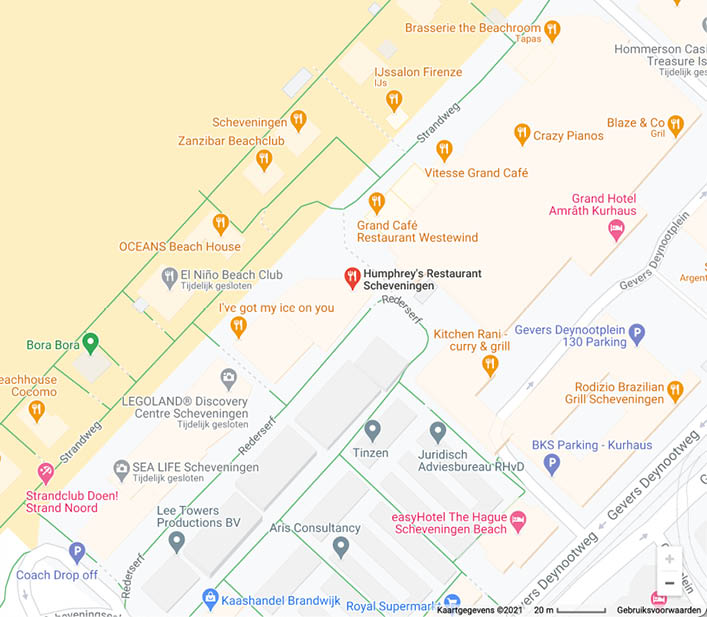 Brasserie the Beachroom
Tapas
Hommerson Casi
Treasure Is
Tijdelijk geslo
IJssalon Firenze
IJs
Scheveningen
Strandweg
Blaze & Co
Gril
Zanzibar Beachclub
Crazy Pianos
Vitesse Grand Café
Grand Hotel
Amrâth Kurhaus
Grand Café
Restaurant Westewind
OCEANS Beach House
Gevers Deynootplein
El Niño Beach Club
Tijdelijk gesloten
Humphrey's Restaurant
Scheveningen
S
Argent
I've got my ice on you
Rederserf
Kitchen Rani -
curry & grill
Gevers Deynootplein
130 Parking
Bora Bora
eachhouse
Cocomo
LEGOLAND® Discovery
Centre Scheveningen
Tijdelijk gesloten
Rodizio Brazilian
Grill Scheveningen
Strandweg
Rederserf
Tinzen
Juridisch
Adviesbureau RHvD
BKS Parking - Kurhaus
SEA LIFE Scheveningen
Tijdelijk gesloten
Gevers Deynootweg
Strandclub Doen!
Strand Noord
Lee Towers
Productions BV
Aris Consultancy
easyHotel The Hague
Scheveningen Beach
Coach Drop off
Rederserf
Deynootweg
Kaashandel Brandwijk
Royal Supermark
Scheveningsesl
Kaartgegevens ©2021
20 m
Gebruiksvoorwaarden